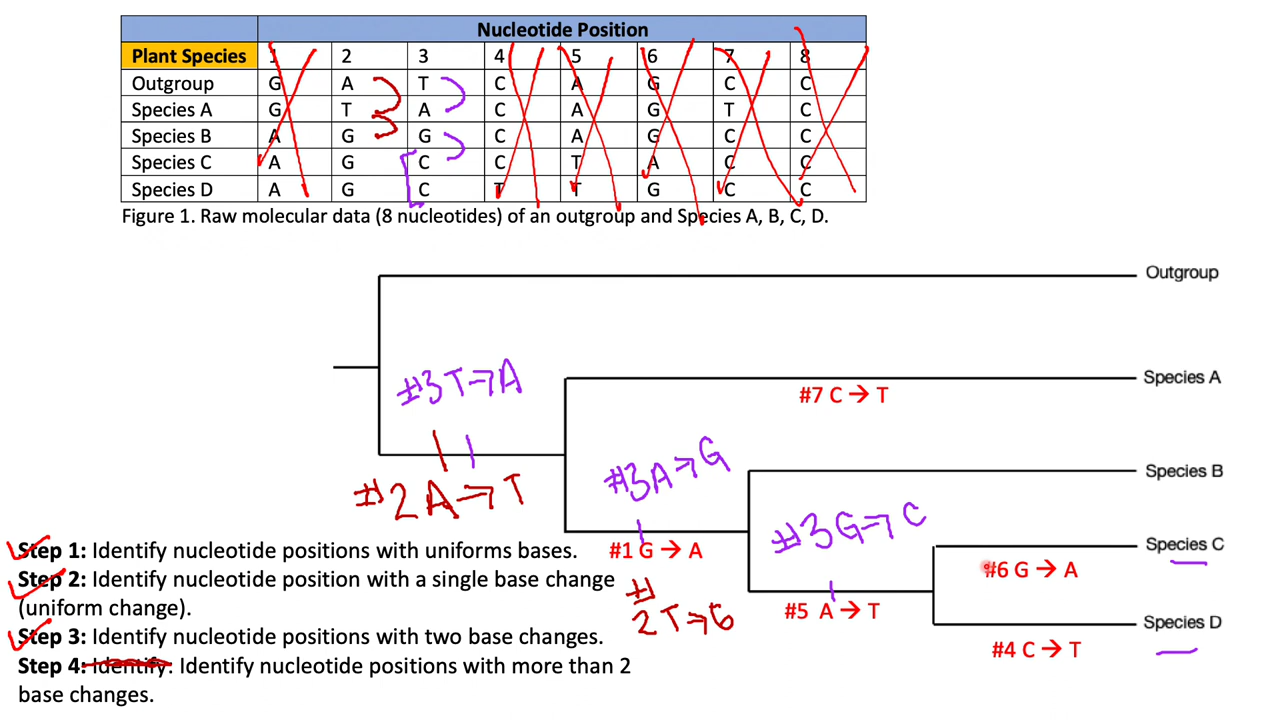 Nucleotide Position
Plant Species 1 2 3 4 5 6 7 8
Outgroup G A T C A G C C
Species A G T A C A G T C
Species B A G G C A G C C
Species C A G C C T A C C
Species D A G C T T G C C
Figure 1. Raw molecular data (8 nucleotides) of an outgroup and Species A, B, C, D.
Outgroup
#3 T→A
Species A
#7 C → T
#2 A→T
#3 A→G
Species B
#3 G→C
Species C
#1 G → A
#6 G → A
#5 A → T
#2 T→G
Species D
#4 C → T
Step 1: Identify nucleotide positions with uniforms bases.
Step 2: Identify nucleotide position with a single base change
(uniform change).
Step 3: Identify nucleotide positions with two base changes.
Step 4: Identify: Identify nucleotide positions with more than 2
base changes.